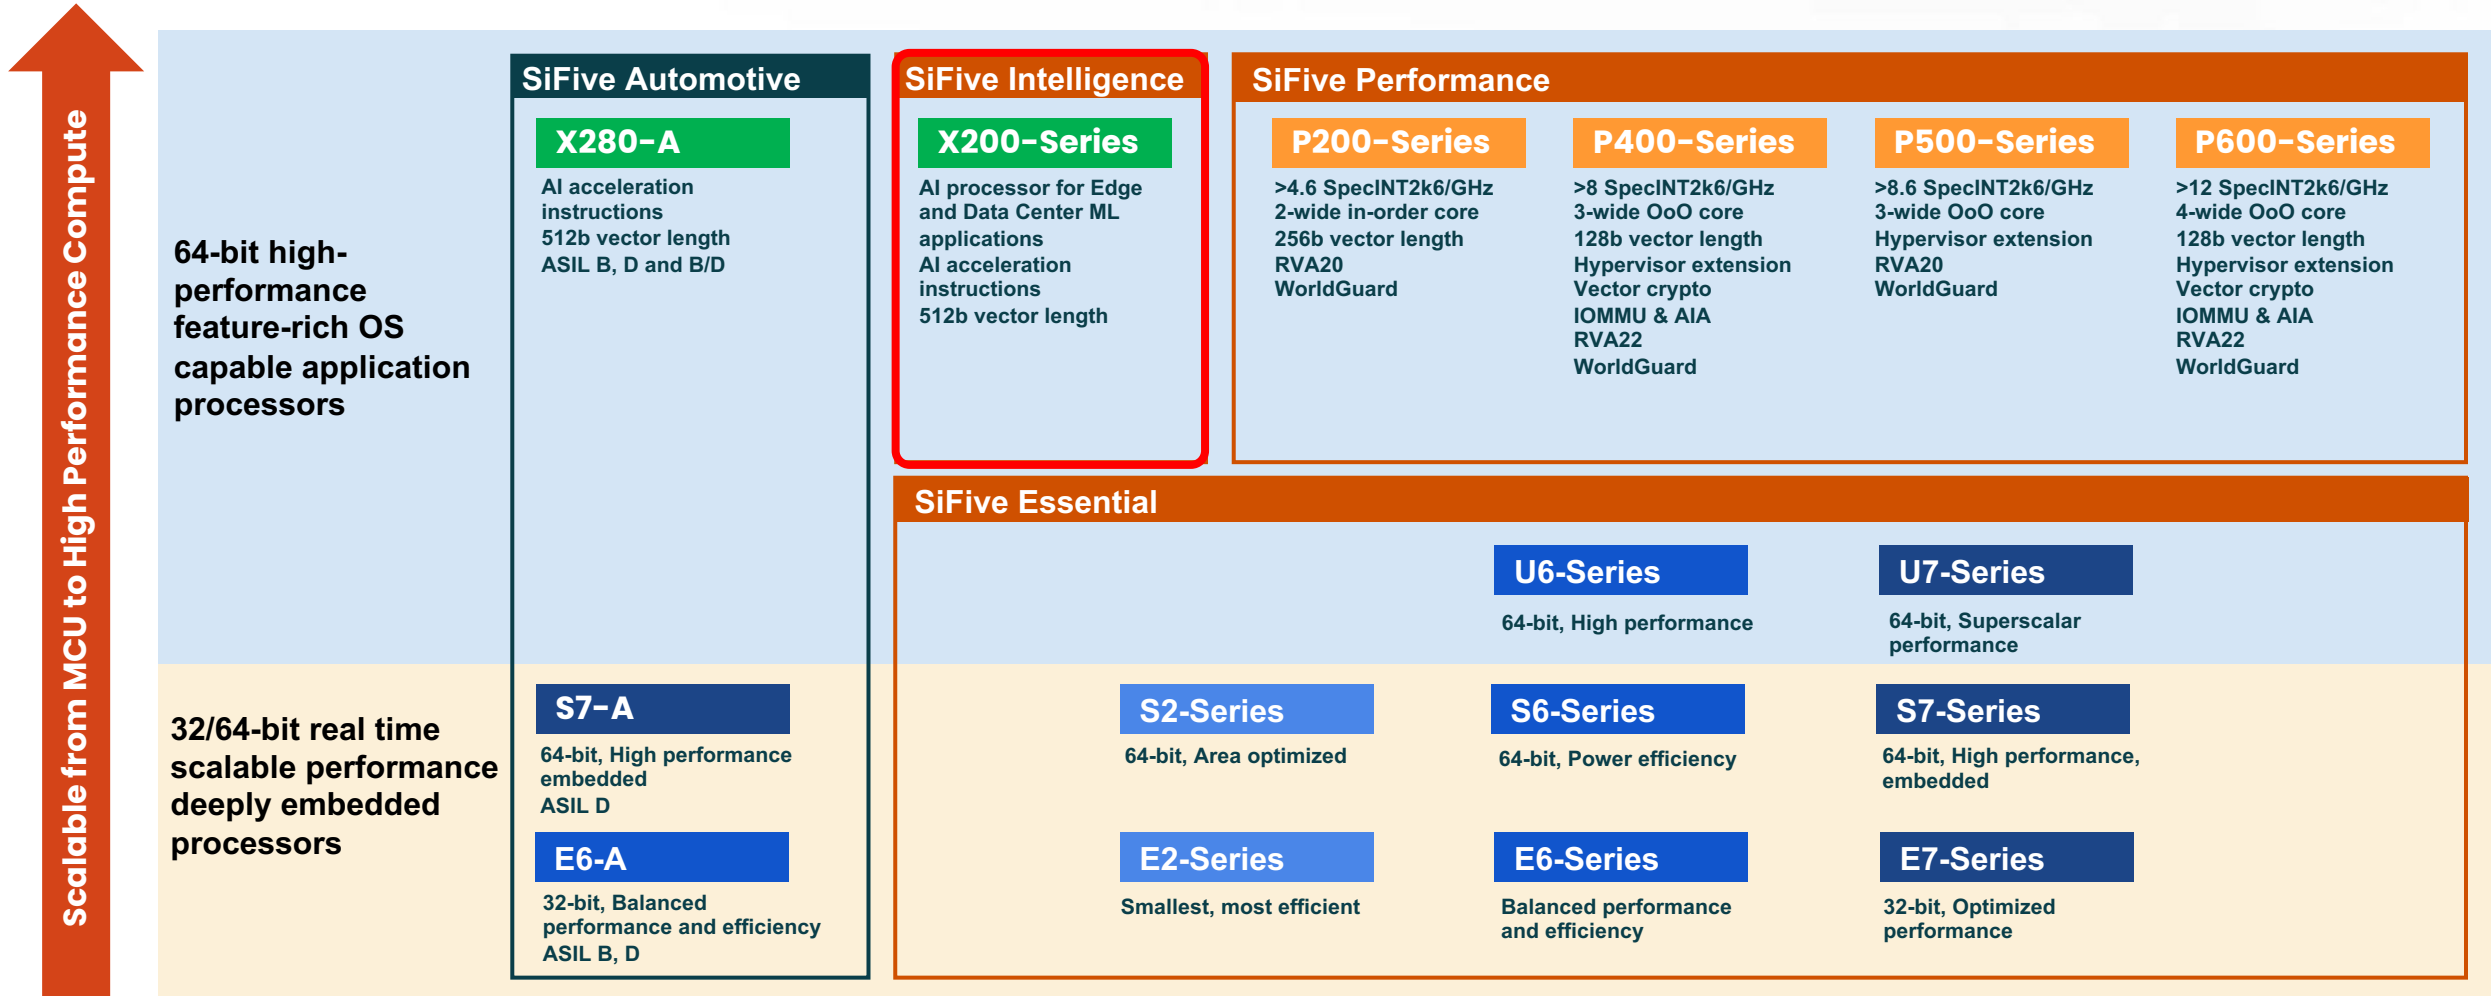 Scalable from MCU to High Performance Compute
64-bit high-
performance
feature-rich OS
capable application
processors
32/64-bit real time
scalable performance
deeply embedded
processors
SiFive Automotive
X280-A
AI acceleration
instructions
512b vector length
ASIL B, D and B/D
S7-A
64-bit, High performance
embedded
ASIL D
E6-A
32-bit, Balanced
performance and efficiency
ASIL B, D
SiFive Intelligence
X200-Series
AI processor for Edge
and Data Center ML
applications
AI acceleration
instructions
512b vector length
SiFive Performance
P200-Series
>4.6 SpecINT2k6/GHz
2-wide in-order core
256b vector length
RVA20
WorldGuard
P400-Series
>8 SpecINT2k6/GHz
3-wide OoO core
128b vector length
Hypervisor extension
Vector crypto
IOMMU & AIA
RVA22
WorldGuard
P500-Series
>8.6 SpecINT2k6/GHz
3-wide OoO core
Hypervisor extension
RVA20
WorldGuard
P600-Series
>12 SpecINT2k6/GHz
4-wide OoO core
128b vector length
Hypervisor extension
Vector crypto
IOMMU & AIA
RVA22
WorldGuard
SiFive Essential
U6-Series
64-bit, High performance
U7-Series
64-bit, Superscalar
performance
S2-Series
64-bit, Area optimized
S6-Series
64-bit, Power efficiency
S7-Series
64-bit, High performance,
embedded
E2-Series
Smallest, most efficient
E6-Series
Balanced performance
and efficiency
E7-Series
32-bit, Optimized
performance